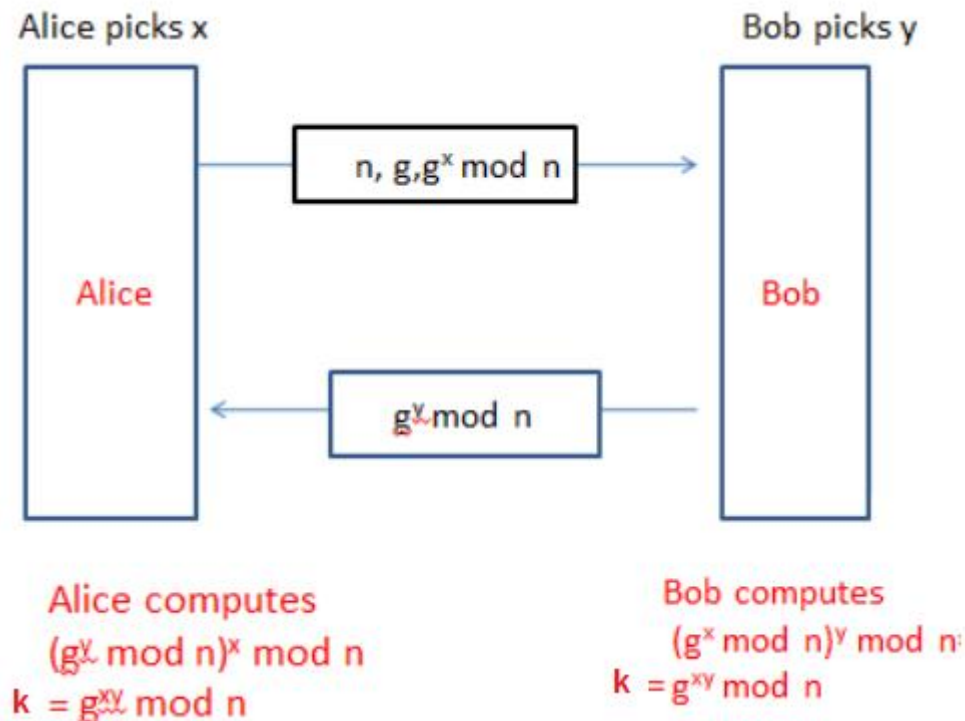 Alice picks x
Bob picks y
n, g,gˣ mod n
Alice
Bob
gʸ mod n
Alice computes
(gʸ mod n)ˣ mod n
k = gˣʸ mod n
Bob computes
(gˣ mod n)ʸ mod n:
k = gˣʸ mod n